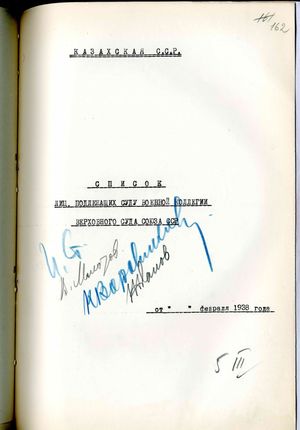 162
КАЗАХСКАЯ С.С.Р.
СПИСОК
ЛИЦ, ПОДЛЕЖАЩИХ СУДУ ВОЕННОЙ КОЛЛЕГИИ
ВЕРХОВНОГО СУДА СОЮЗА ССР
И. Ст
В. Молотов
К Ворошилов
Жданов
от " " февраля 1938 года
5 III